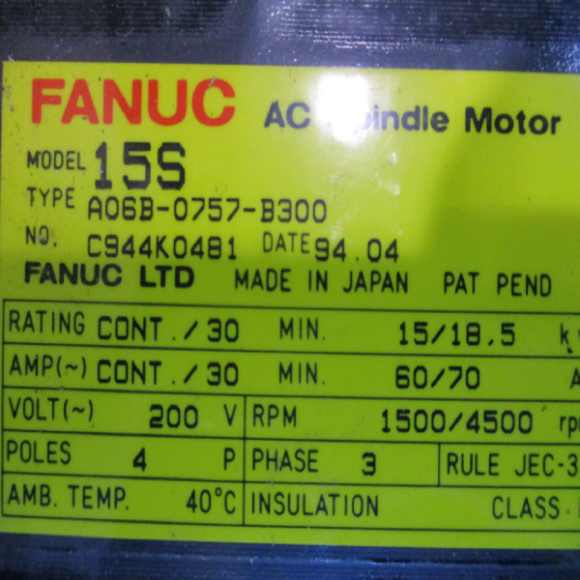 FANUC AC Spindle Motor
MODEL 15S
TYPE A06B-0757-B300
NO. C944K0481 DATE 94.04
FANUC LTD MADE IN JAPAN PAT PEND
RATING CONT./30 MIN. 15/18.5
AMP(~) CONT./30 MIN. 60/70 A
VOLT(~) 200 V RPM 1500/4500
POLES 4 P PHASE 3 RULE JEC-3
AMB. TEMP. 40°C INSULATION CLASS